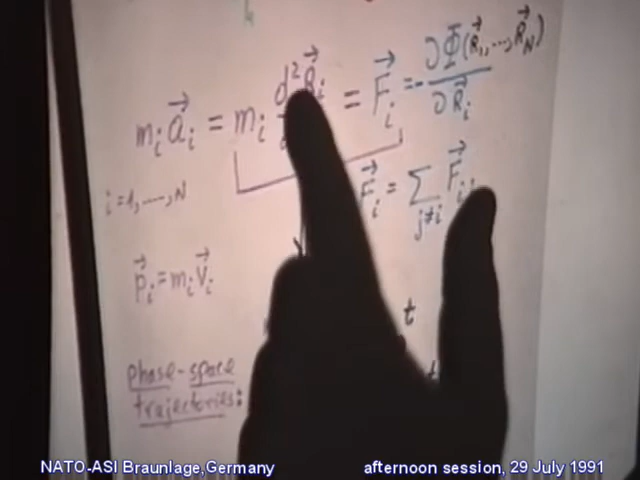 m_i a⃗_i = m_i d²R⃗_i = F⃗_i = - ∂Φ(R⃗_1,...,R⃗_N) / ∂R⃗_i
i=1,...,N
F⃗_i = Σ_{j≠i} F⃗_i
p⃗_i = m_i v⃗_i
t
t
phase-space
trajectories:
NATO-ASI Braunlage,Germany afternoon session, 29 July 1991